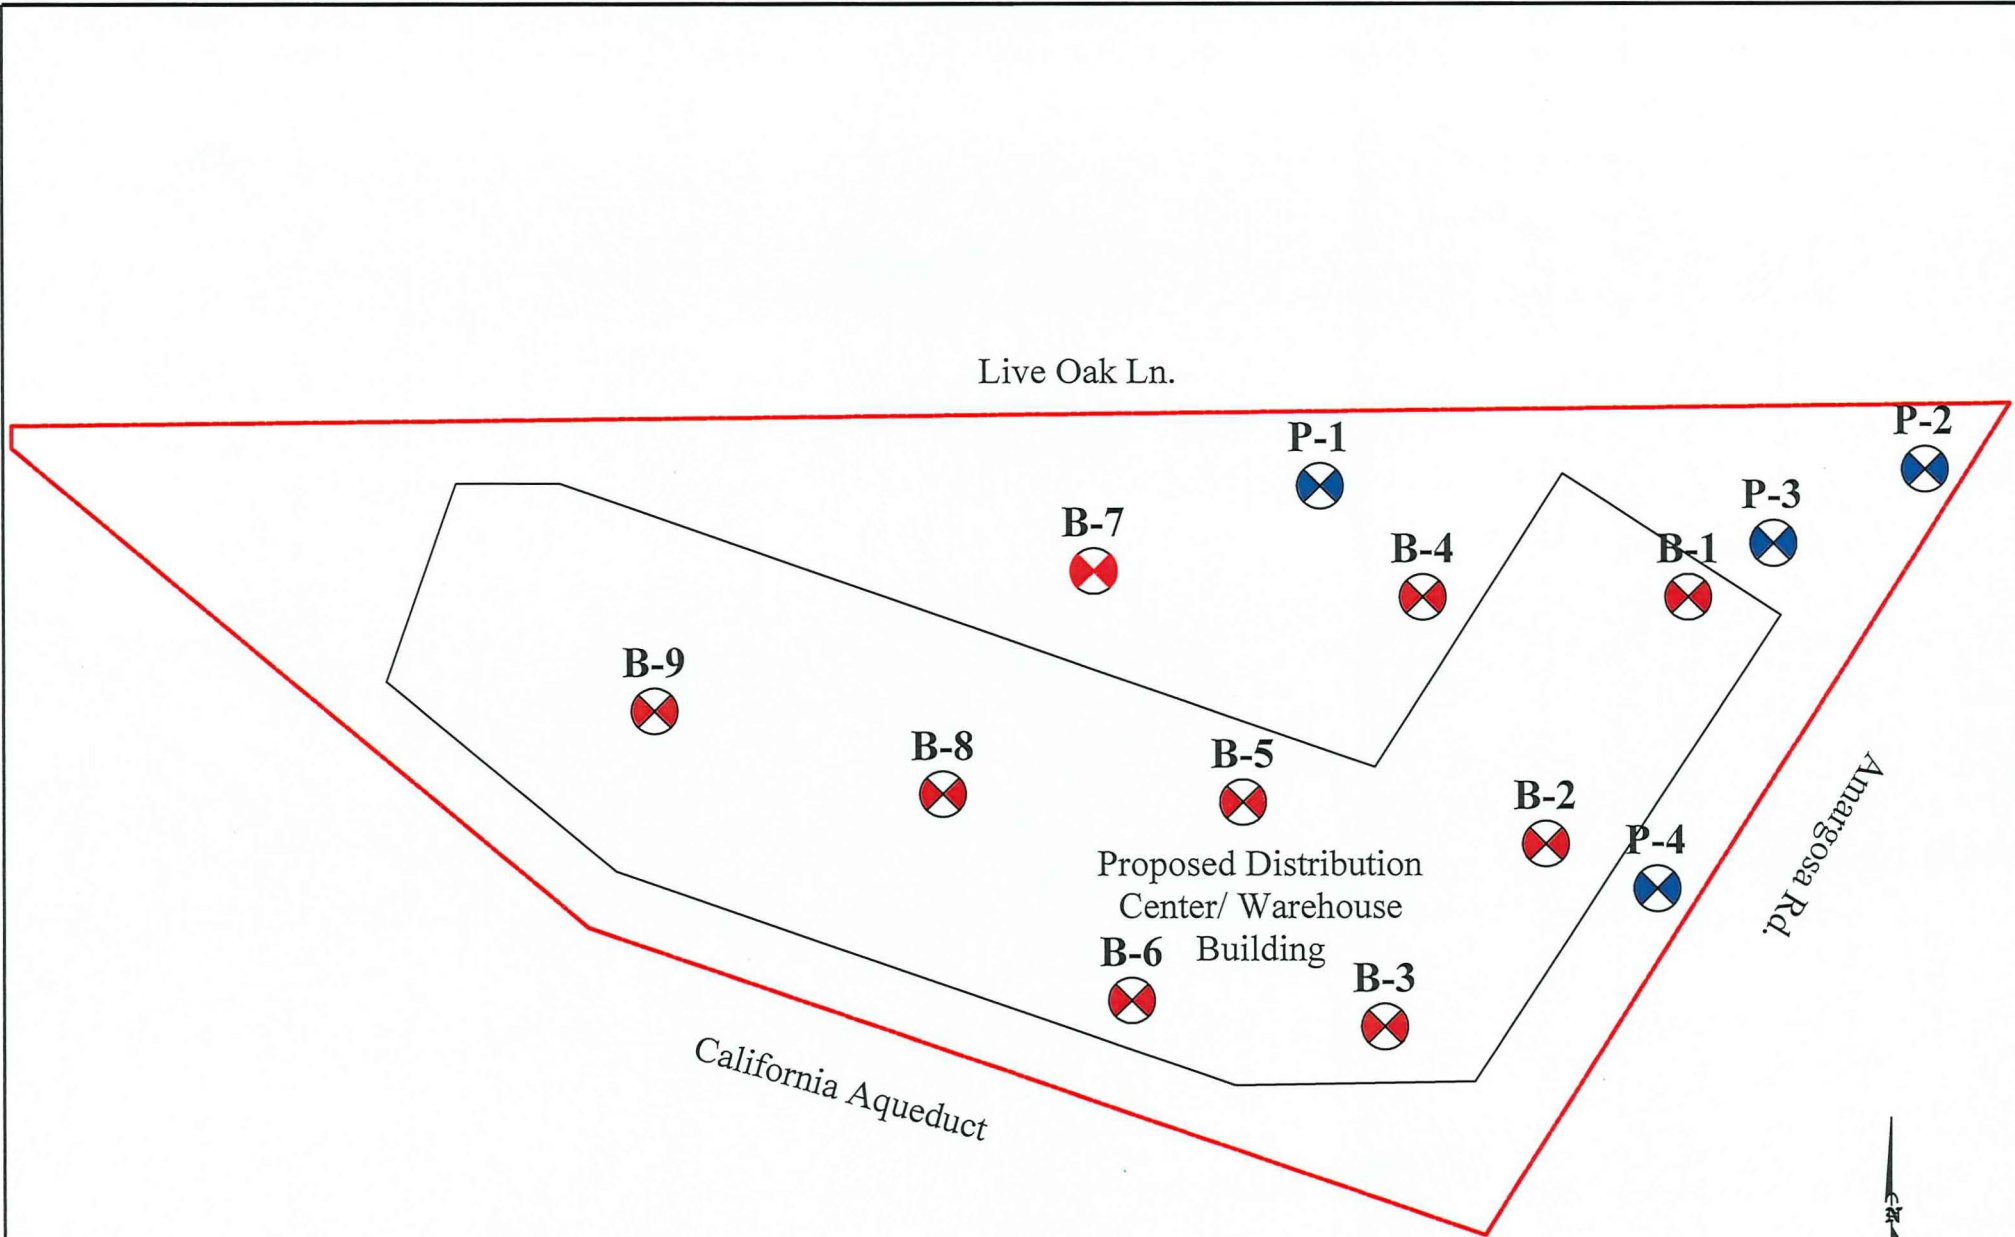 Live Oak Ln.
P-1
P-2
P-3
B-7
B-4
B-1
B-9
B-8
B-5
B-2
P-4
Amargosa Rd.
Proposed Distribution
Center/ Warehouse
Building
B-6
B-3
California Aqueduct
N